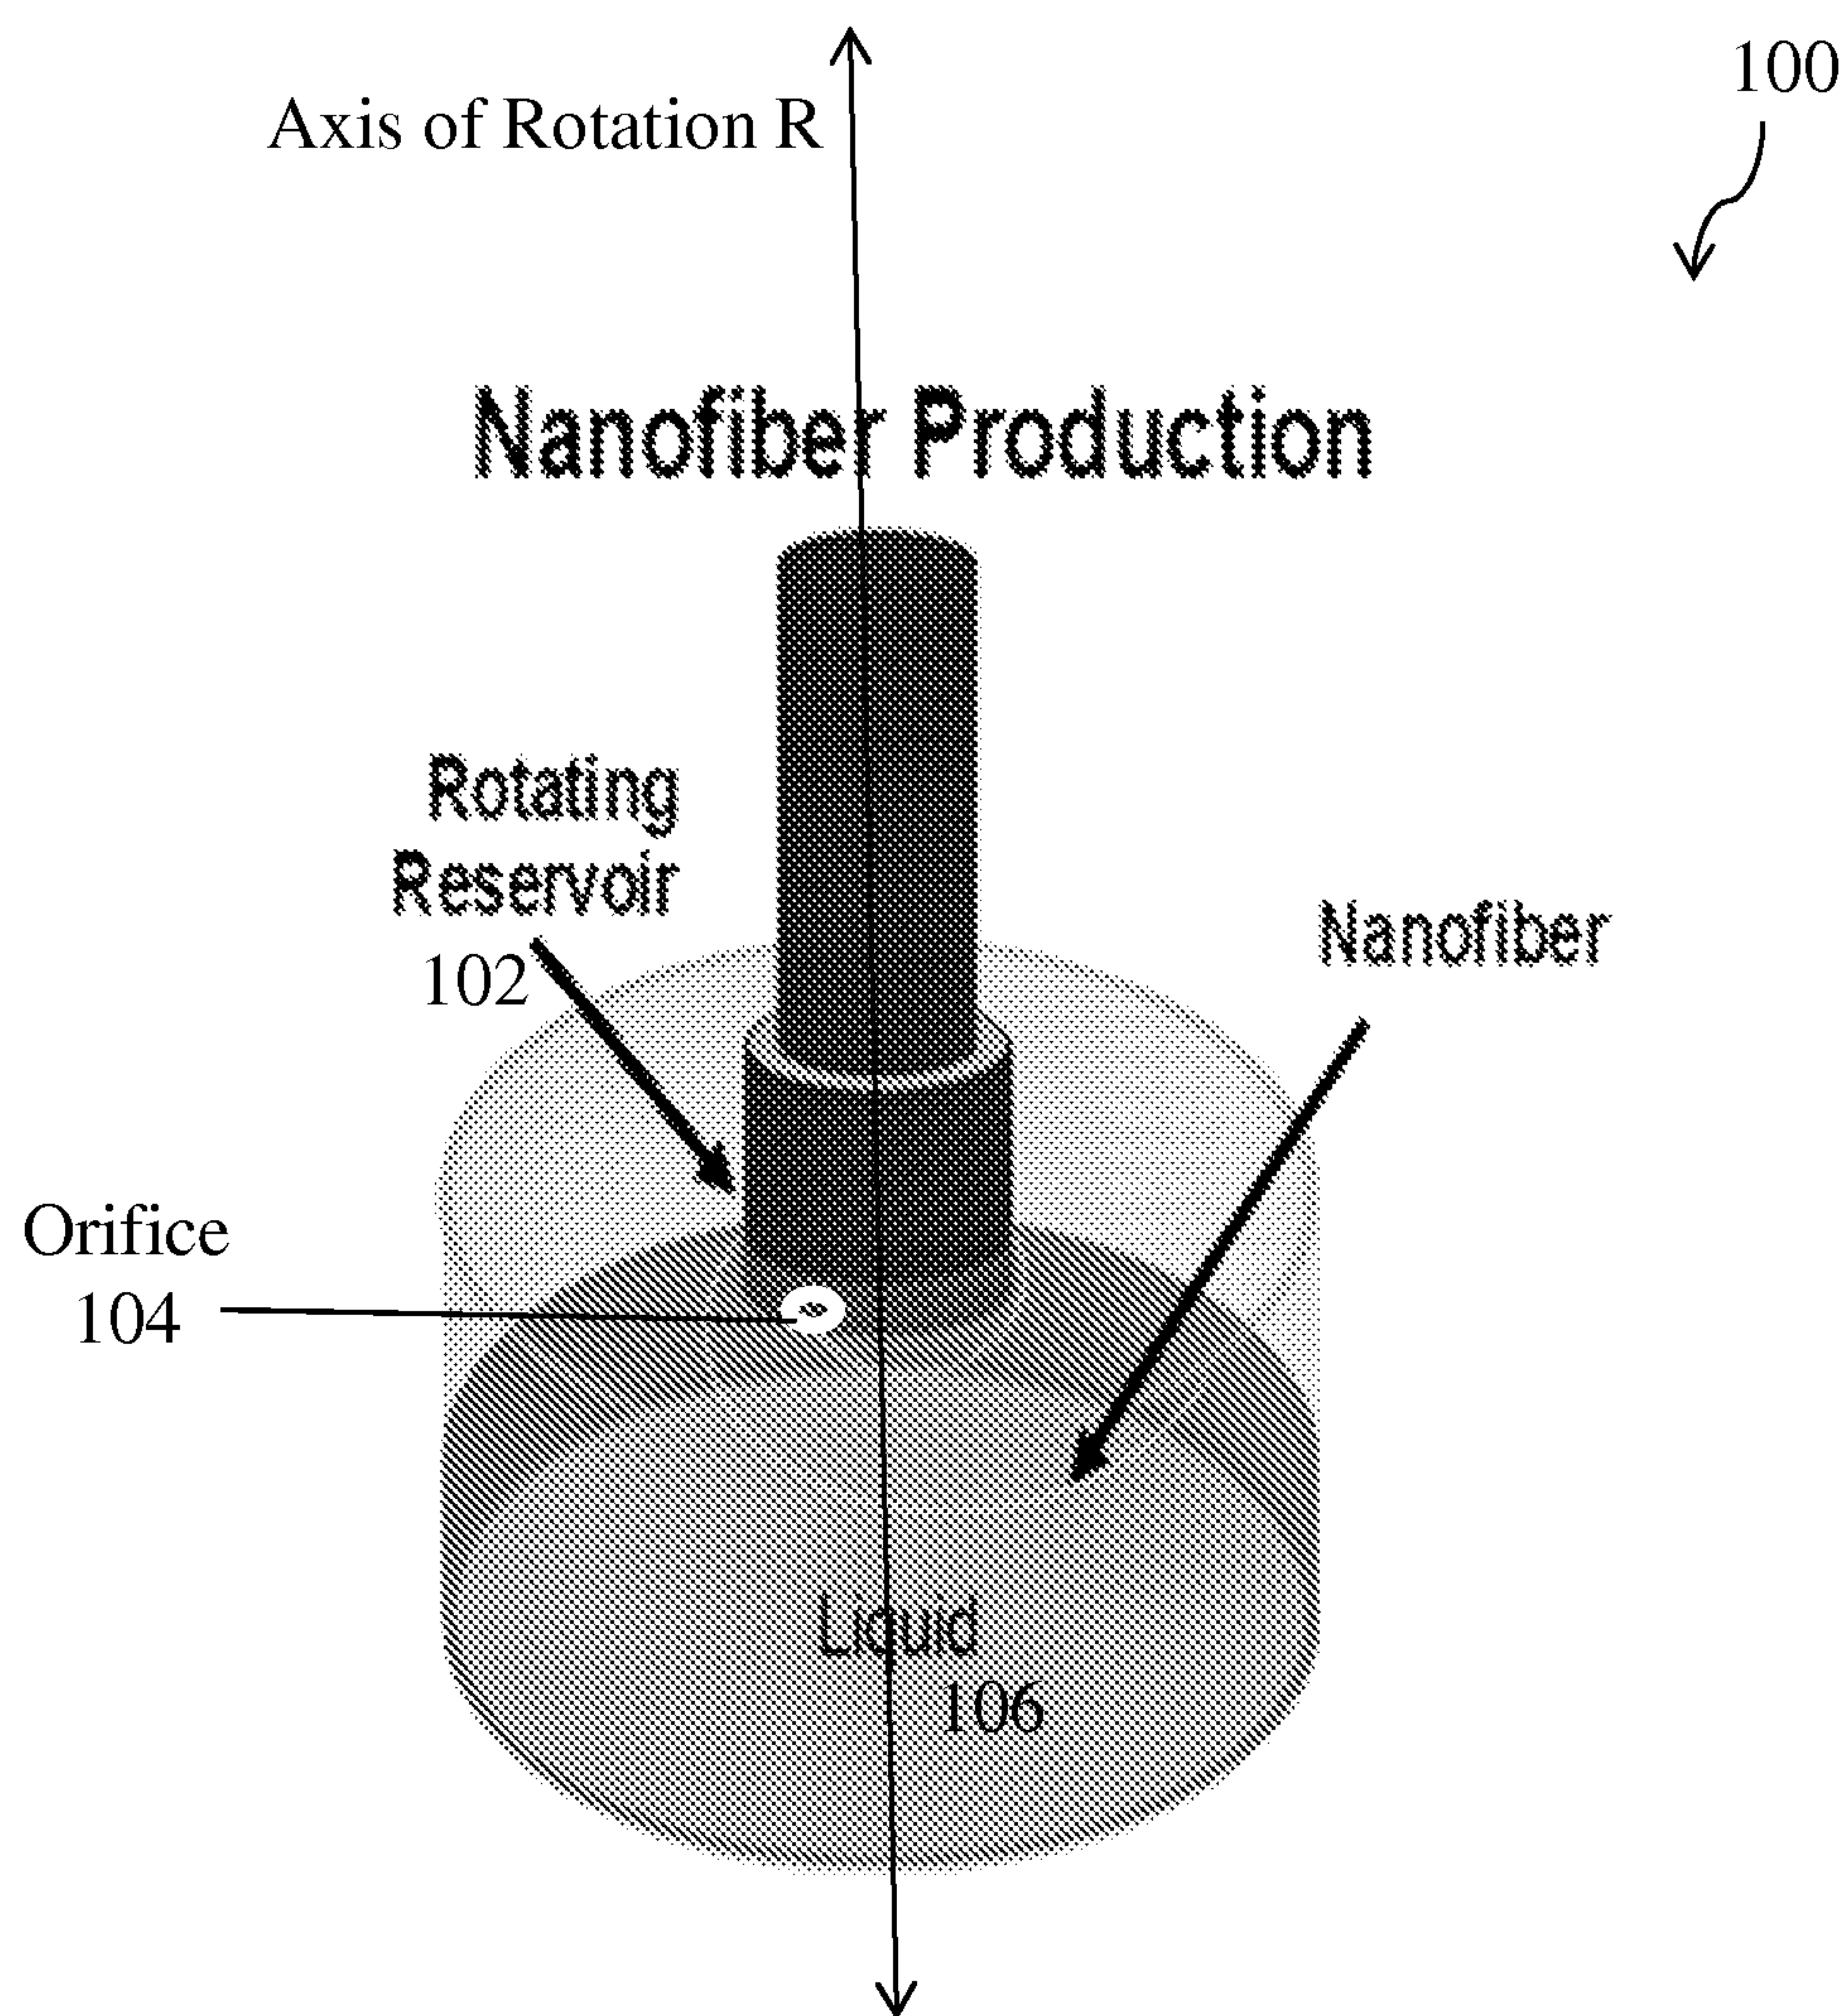 100
Axis of Rotation R
Nanofiber Production
Rotating
Reservoir
102
Nanofiber
Orifice
104
Liquid
106